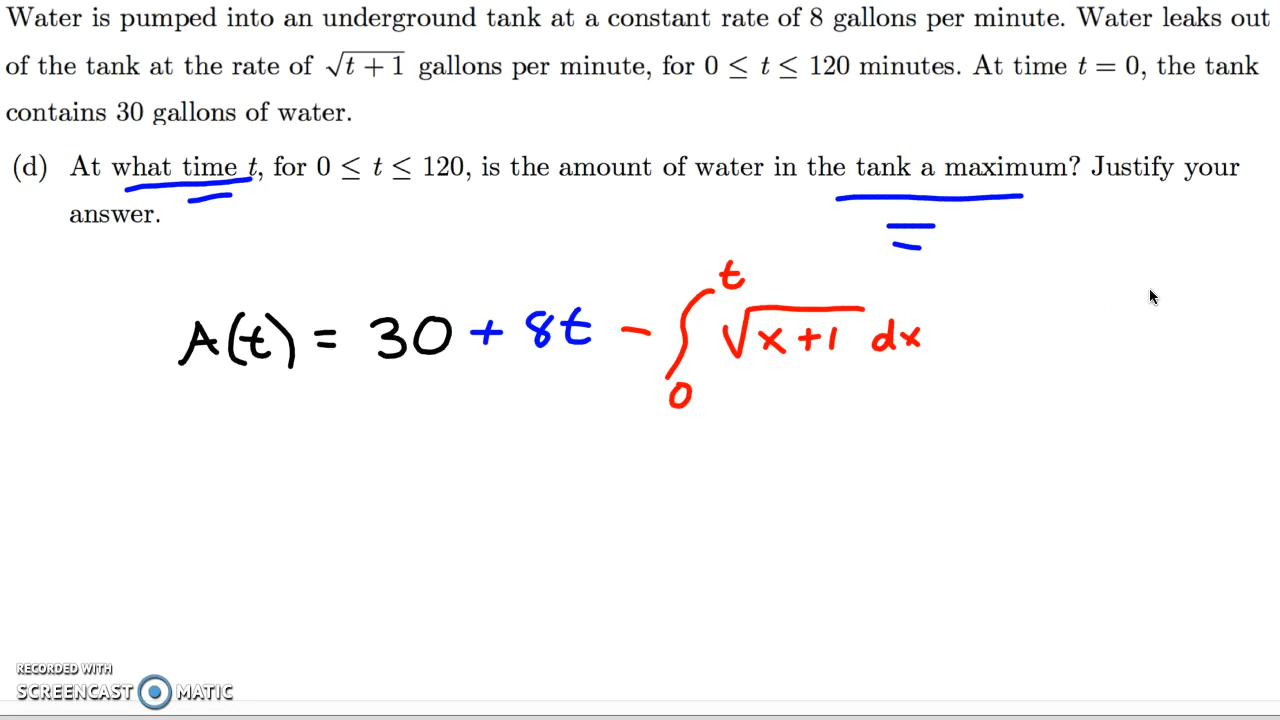 Water is pumped into an underground tank at a constant rate of 8 gallons per minute. Water leaks out
of the tank at the rate of √t + 1 gallons per minute, for 0 ≤ t ≤ 120 minutes. At time t = 0, the tank
contains 30 gallons of water.
(d) At what time t, for 0 ≤ t ≤ 120, is the amount of water in the tank a maximum? Justify your
answer.
A(t) = 30 + 8t - ∫₀ᵗ √x+1 dx
RECORDED WITH
SCREENCAST MATIC